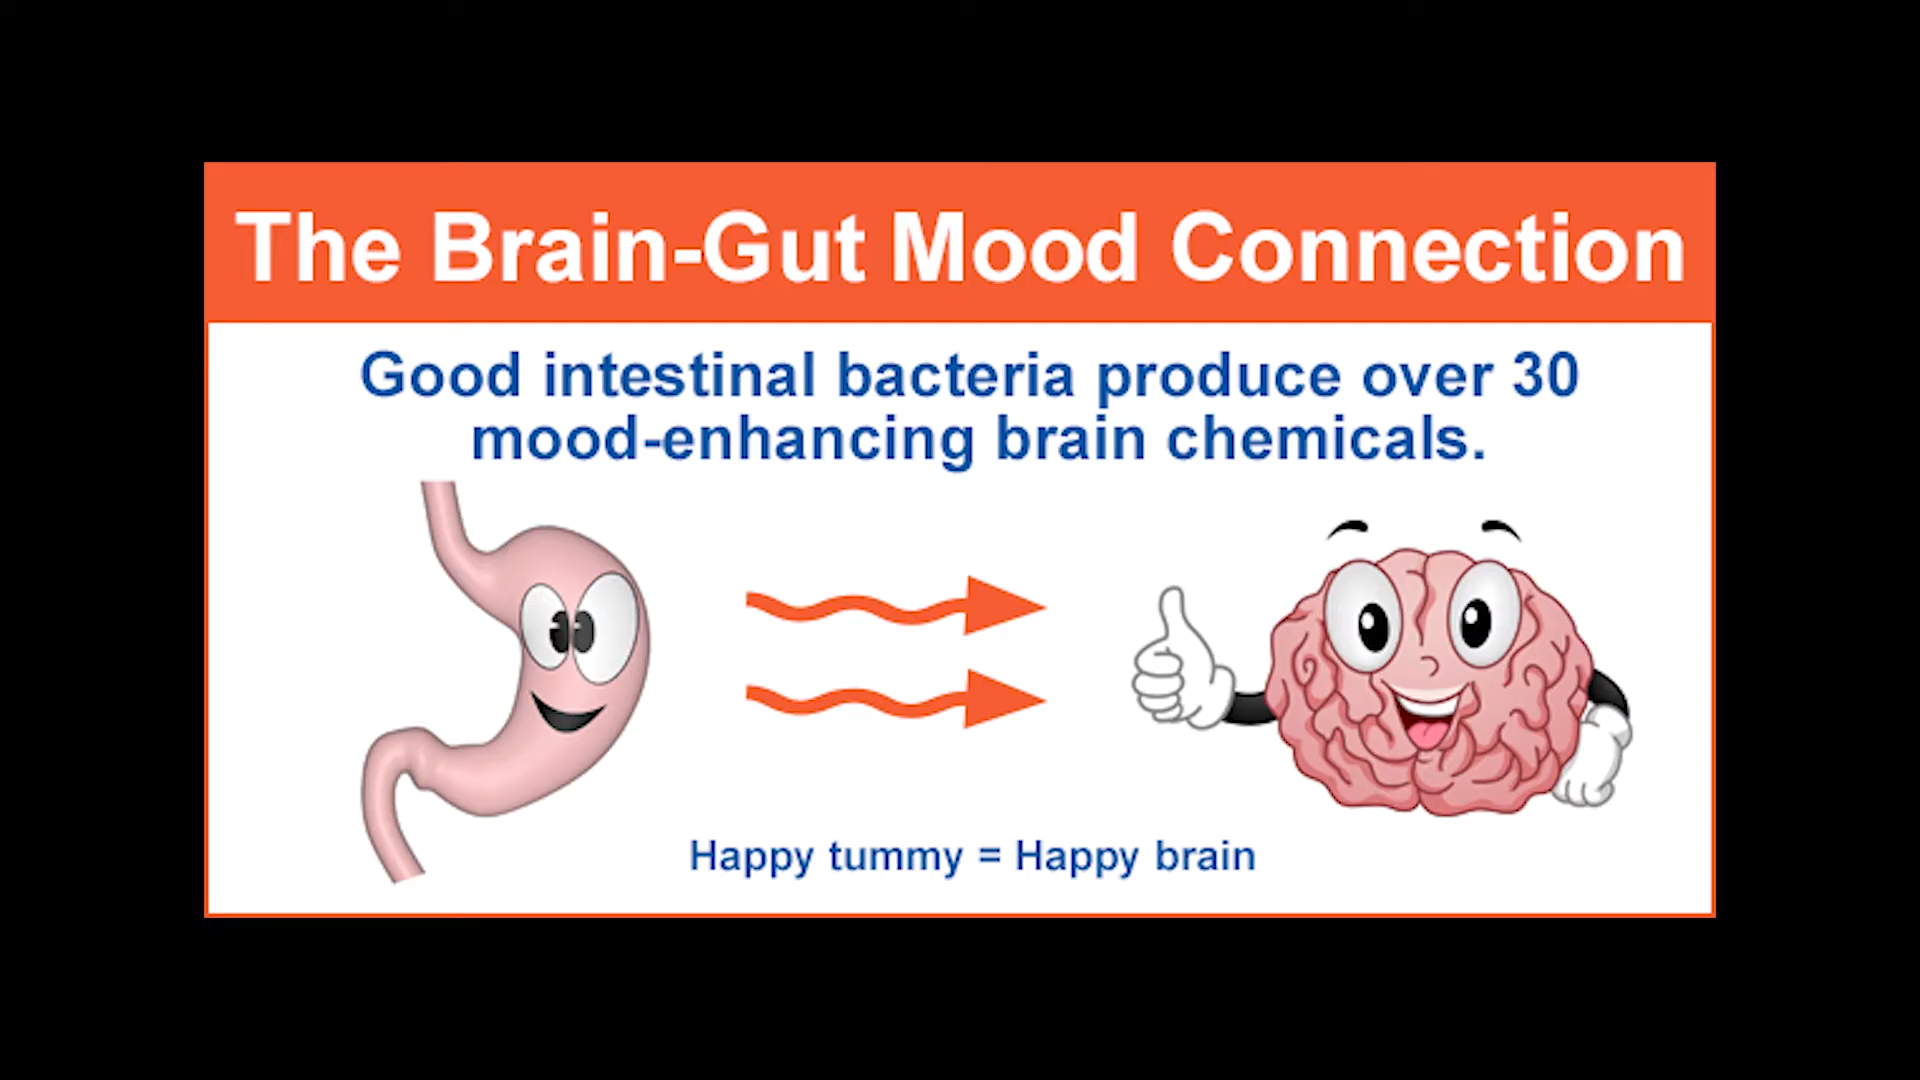 The Brain-Gut Mood Connection
Good intestinal bacteria produce over 30
mood-enhancing brain chemicals.
Happy tummy = Happy brain